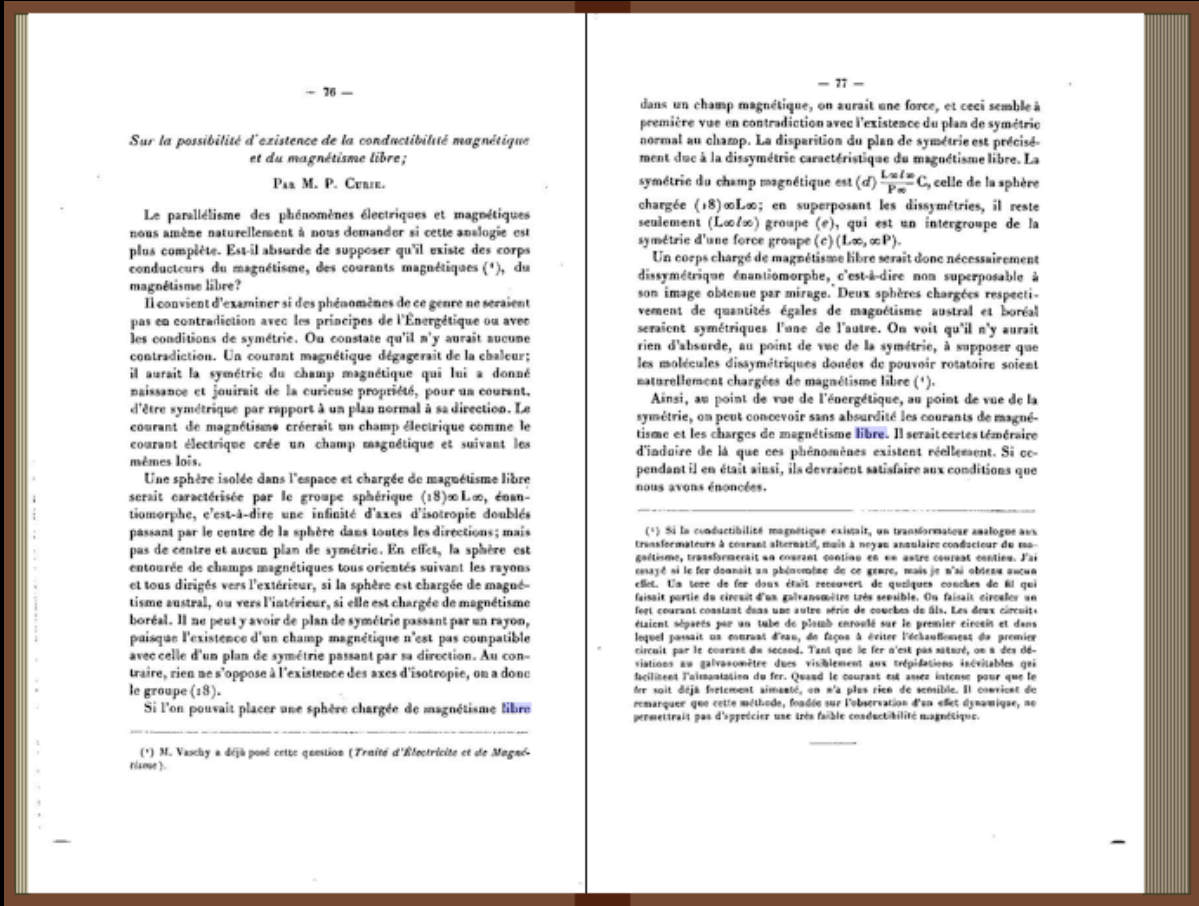 — 76 —
Sur la possibilité d'existence de la conductibilité magnétique
et du magnétisme libre;
Par M. P. Curie.
Le parallélisme des phénomènes électriques et magnétiques
nous amène naturellement à nous demander si cette analogie est
plus complète. Est-il absurde de supposer qu'il existe des corps
conducteurs du magnétisme, des courants magnétiques (¹), du
magnétisme libre?
Il convient d'examiner si des phénomènes de ce genre ne seraient
pas en contradiction avec les principes de l'Énergétique ou avec
les conditions de symétrie. On constate qu'il n'y aurait aucune
contradiction. Un courant magnétique dégagerait de la chaleur;
il aurait la symétrie du champ magnétique qui lui a donné
naissance et jouirait de la curieuse propriété, pour un courant,
d'être symétrique par rapport à un plan normal à sa direction. Le
courant de magnétisme créerait un champ électrique comme le
courant électrique crée un champ magnétique et suivant les
mêmes lois.
Une sphère isolée dans l'espace et chargée de magnétisme libre
serait caractérisée par le groupe sphérique (18)∞L∞, énan-
tiomorphe, c'est-à-dire une infinité d'axes d'isotropie doublés
passant par le centre de la sphère dans toutes les directions; mais
pas de centre et aucun plan de symétrie. En effet, la sphère est
entourée de champs magnétiques tous orientés suivant les rayons
et tous dirigés vers l'extérieur, si la sphère est chargée de magné-
tisme austral, ou vers l'intérieur, si elle est chargée de magnétisme
boréal. Il ne peut y avoir de plan de symétrie passant par un rayon,
puisque l'existence d'un champ magnétique n'est pas compatible
avec celle d'un plan de symétrie passant par sa direction. Au con-
traire, rien ne s'oppose à l'existence des axes d'isotropie, on a donc
le groupe (18).
Si l'on pouvait placer une sphère chargée de magnétisme libre
(¹) M. Vaschy a déjà posé cette question (Traité d'Électricité et de Magné-
tisme).
— 77 —
dans un champ magnétique, on aurait une force, et ceci semble à
première vue en contradiction avec l'existence du plan de symétrie
normal au champ. La disparition du plan de symétrie est précisé-
ment due à la dissymétrie caractéristique du magnétisme libre. La
symétrie du champ magnétique est (d) L∞l∞/P∞ C, celle de la sphère
chargée (18)∞L∞; en superposant les dissymétries, il reste
seulement (L∞l∞) groupe (e), qui est un intergroupe de la
symétrie d'une force groupe (c) (L∞, ∞P).
Un corps chargé de magnétisme libre serait donc nécessairement
dissymétrique énantiomorphe, c'est-à-dire non superposable à
son image obtenue par mirage. Deux sphères chargées respecti-
vement de quantités égales de magnétisme austral et boréal
seraient symétriques l'une de l'autre. On voit qu'il n'y aurait
rien d'absurde, au point de vue de la symétrie, à supposer que
les molécules dissymétriques douées de pouvoir rotatoire soient
naturellement chargées de magnétisme libre (¹).
Ainsi, au point de vue de l'énergétique, au point de vue de la
symétrie, on peut concevoir sans absurdité les courants de magné-
tisme et les charges de magnétisme libre. Il serait certes téméraire
d'induire de là que ces phénomènes existent réellement. Si ce-
pendant il en était ainsi, ils devraient satisfaire aux conditions que
nous avons énoncées.
(¹) Si la conductibilité magnétique existait, un transformateur analogue aux
transformateurs à courant alternatif, mais à noyau annulaire conducteur du ma-
gnétisme, transformerait un courant continu en un autre courant continu. J'ai
essayé si le fer donnait un phénomène de ce genre, mais je n'ai obtenu aucun
effet. Un tore de fer doux était recouvert de quelques couches de fil qui
faisait partie du circuit d'un galvanomètre très sensible. On faisait circuler un
fort courant constant dans une autre série de couches de fils. Les deux circuits
étaient séparés par un tube de plomb enroulé sur le premier circuit et dans
lequel passait un courant d'eau, de façon à éviter l'échauffement du premier
circuit par le courant du second. Tant que le fer n'est pas saturé, on a des dé-
viations au galvanomètre dues visiblement aux trépidations inévitables qui
facilitent l'aimantation du fer. Quand le courant est assez intense pour que le
fer soit déjà fortement aimanté, on n'a plus rien de sensible. Il convient de
remarquer que cette méthode, fondée sur l'observation d'un effet dynamique, ne
permettrait pas d'apprécier une très faible conductibilité magnétique.